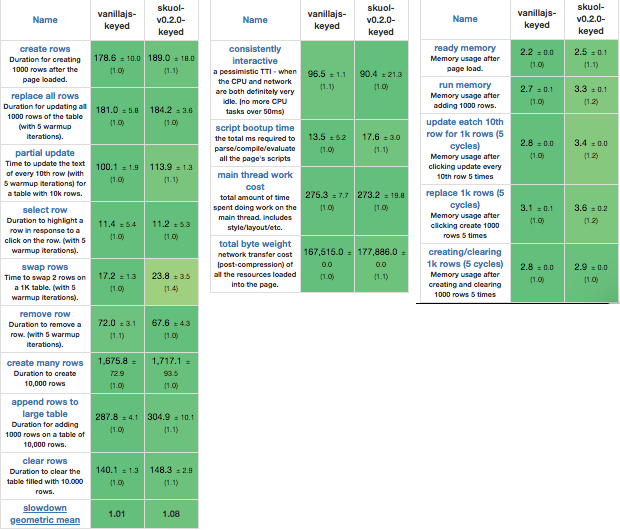 Name vanillajs-keyed skuol-v0.2.0-keyed
create rows
Duration for creating
1000 rows after the
page loaded.
178.6 ± 10.0 (1.0)
189.0 ± 18.0 (1.1)
replace all rows
Duration for updating all
1000 rows of the table
(with 5 warmup
iterations).
181.0 ± 5.8 (1.0)
184.2 ± 3.6 (1.0)
partial update
Time to update the text
of every 10th row (with
5 warmup iterations) for
a table with 10k rows.
100.1 ± 1.9 (1.0)
113.9 ± 1.3 (1.1)
select row
Duration to highlight a
row in response to a
click on the row. (with 5
warmup iterations).
11.4 ± 5.4 (1.0)
11.2 ± 5.3 (1.0)
swap rows
Time to swap 2 rows on
a 1K table. (with 5
warmup iterations).
17.2 ± 1.3 (1.0)
23.8 ± 3.5 (1.4)
remove row
Duration to remove a
row. (with 5 warmup
iterations).
72.0 ± 3.1 (1.1)
67.6 ± 4.3 (1.0)
create many rows
Duration to create
10,000 rows
1,675.8 ± 72.9 (1.0)
1,717.1 ± 93.5 (1.0)
append rows to
large table
Duration for adding
1000 rows on a table of
10,000 rows.
287.8 ± 4.1 (1.0)
304.9 ± 10.1 (1.1)
clear rows
Duration to clear the
table filled with 10.000
rows.
140.1 ± 1.3 (1.0)
148.3 ± 2.9 (1.1)
slowdown
geometric mean
1.01
1.08
Name vanillajs-keyed skuol-v0.2.0-keyed
consistently
interactive
a pessimistic TTI - when
the CPU and network
are both definitely very
idle. (no more CPU
tasks over 50ms)
96.5 ± 1.1 (1.1)
90.4 ± 21.3 (1.0)
script bootup time
the total ms required to
parse/compile/evaluate
all the page's scripts
13.5 ± 5.2 (1.0)
17.6 ± 3.0 (1.1)
main thread work
cost
total amount of time
spent doing work on the
main thread. includes
style/layout/etc.
275.3 ± 7.7 (1.0)
273.2 ± 19.8 (1.0)
total byte weight
network transfer cost
(post-compression) of
all the resources loaded
into the page.
167,515.0 ± 0.0 (1.0)
177,886.0 ± 0.0 (1.1)
Name vanillajs-keyed skuol-v0.2.0-keyed
ready memory
Memory usage after
page load.
2.2 ± 0.0 (1.0)
2.5 ± 0.1 (1.1)
run memory
Memory usage after
adding 1000 rows.
2.7 ± 0.1 (1.0)
3.3 ± 0.1 (1.2)
update eatch 10th
row for 1k rows (5
cycles)
Memory usage after
clicking update every
10th row 5 times
2.8 ± 0.0 (1.0)
3.4 ± 0.0 (1.2)
replace 1k rows (5
cycles)
Memory usage after
clicking create 1000
rows 5 times
3.1 ± 0.1 (1.0)
3.6 ± 0.2 (1.2)
creating/clearing
1k rows (5 cycles)
Memory usage after
creating and clearing
1000 rows 5 times
2.8 ± 0.0 (1.0)
2.9 ± 0.0 (1.0)